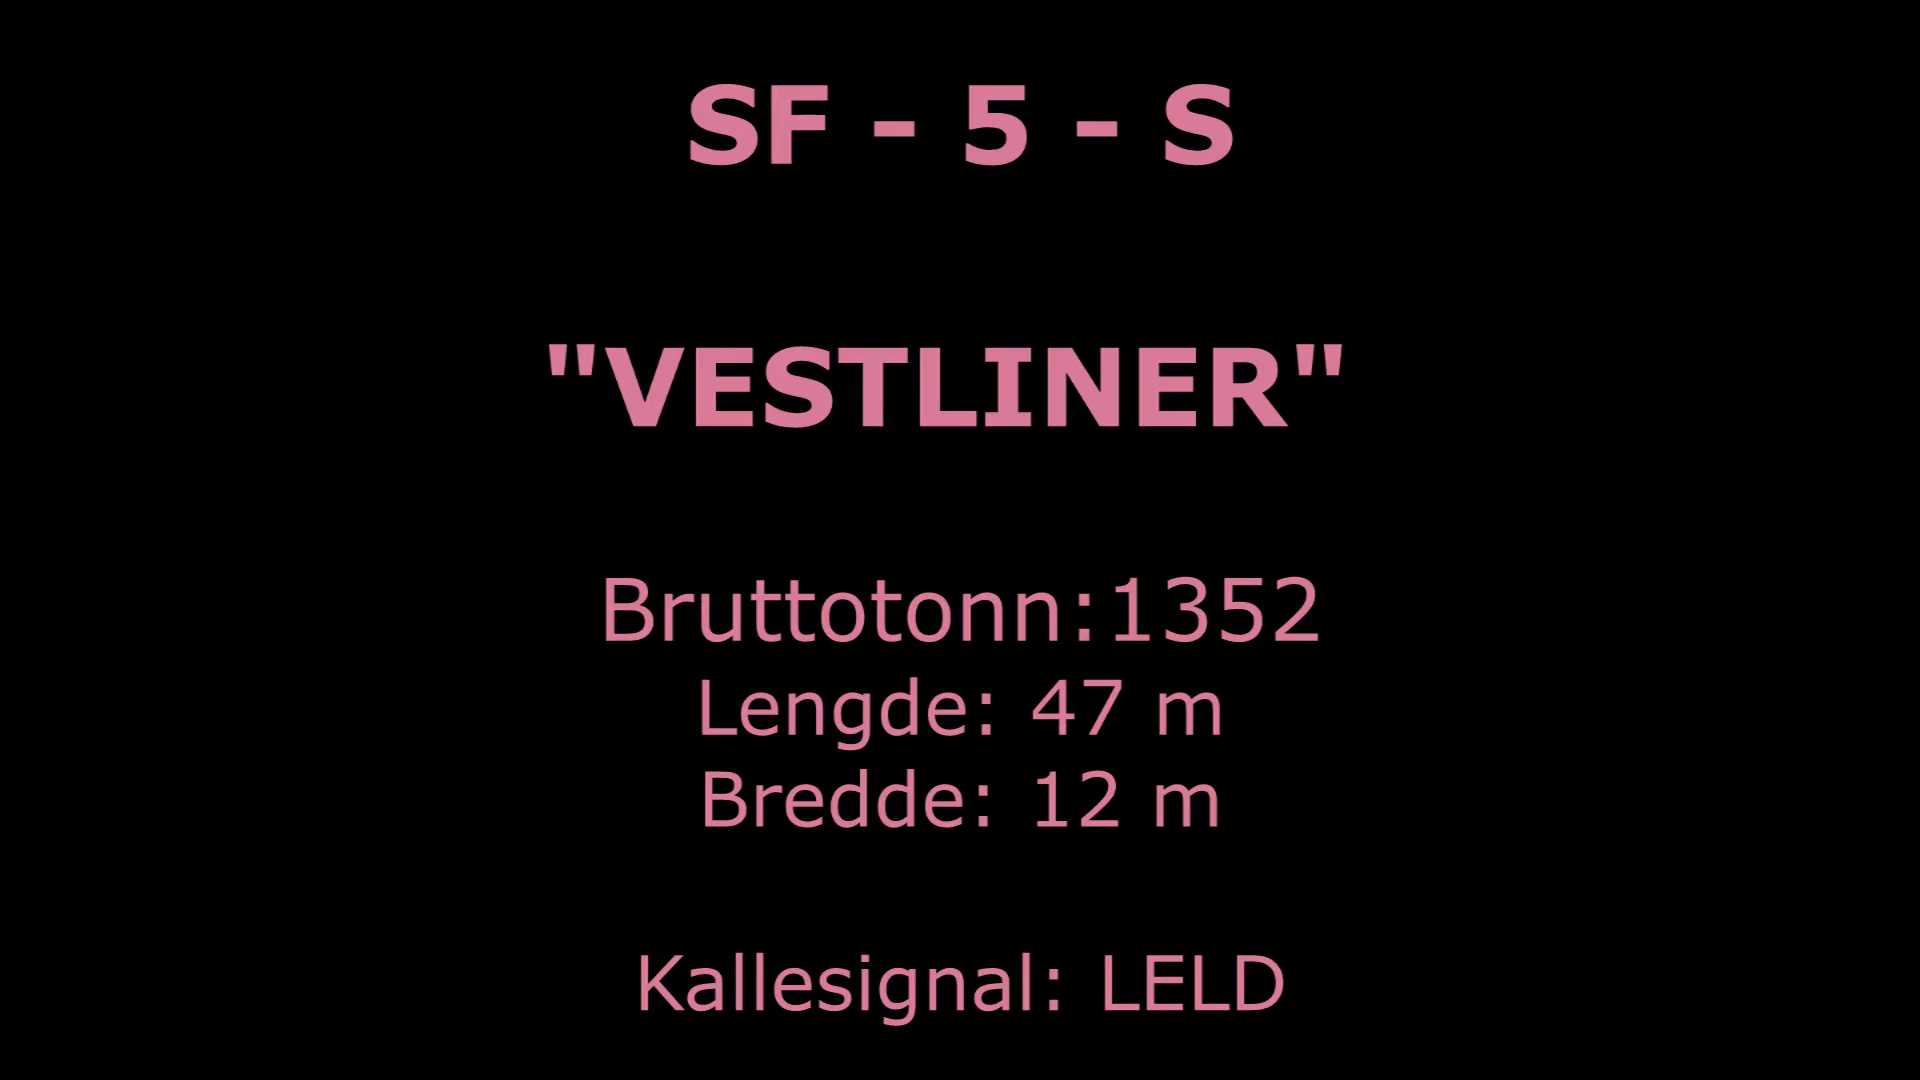 SF - 5 - S
"VESTLINER"
Bruttotonn:1352
Lengde: 47 m
Bredde: 12 m
Kallesignal: LELD